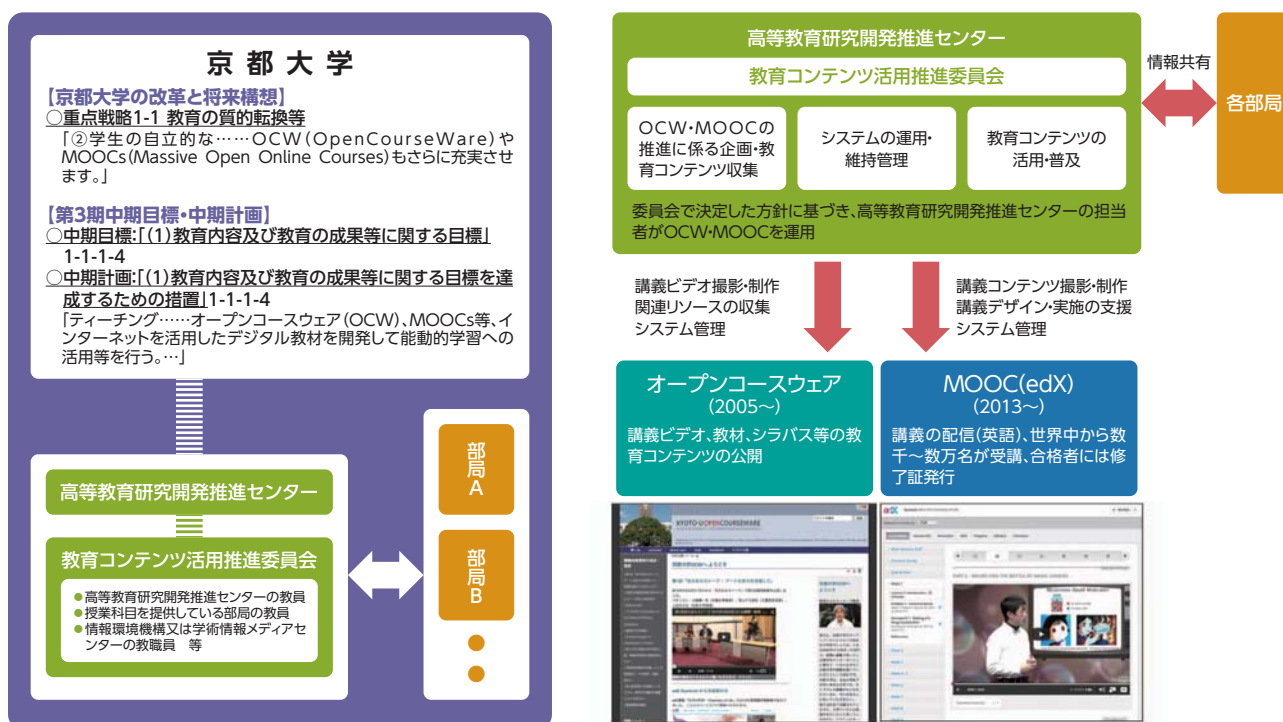 京都大学
【京都大学の改革と将来構想】
○重点戦略1-1 教育の質的転換等
「②学生の自立的な……OCW(OpenCourseWare)や
MOOCs(Massive Open Online Courses)もさらに充実させ
ます。」
【第3期中期目標・中期計画】
○中期目標:「(1)教育内容及び教育の成果等に関する目標」
1-1-1-4
○中期計画:「(1)教育内容及び教育の成果等に関する目標を達
成するための措置」1-1-1-4
「ティーチング……オープンコースウェア(OCW)、MOOCs等、イ
ンターネットを活用したデジタル教材を開発して能動的学習への
活用等を行う。…」
高等教育研究開発推進センター
教育コンテンツ活用推進委員会
●高等教育研究開発推進センターの教員
●授業科目を提供している部局の教員
●情報環境機構又は学術情報メディアセ
ンターの教職員 等
部局A
部局B
高等教育研究開発推進センター
教育コンテンツ活用推進委員会
OCW・MOOCの
推進に係る企画・教
育コンテンツ収集
システムの運用・
維持管理
教育コンテンツの
活用・普及
委員会で決定した方針に基づき、高等教育研究開発推進センターの担当
者がOCW・MOOCを運用
情報共有
各部局
講義ビデオ撮影・制作
関連リソースの収集
システム管理
講義コンテンツ撮影・制作
講義デザイン・実施の支援
システム管理
オープンコースウェア
(2005~)
講義ビデオ、教材、シラバス等の教
育コンテンツの公開
MOOC(edX)
(2013~)
講義の配信(英語)、世界中から数
千~数万名が受講、合格者には修
了証発行
KYOTO-U OPENCOURSEWARE